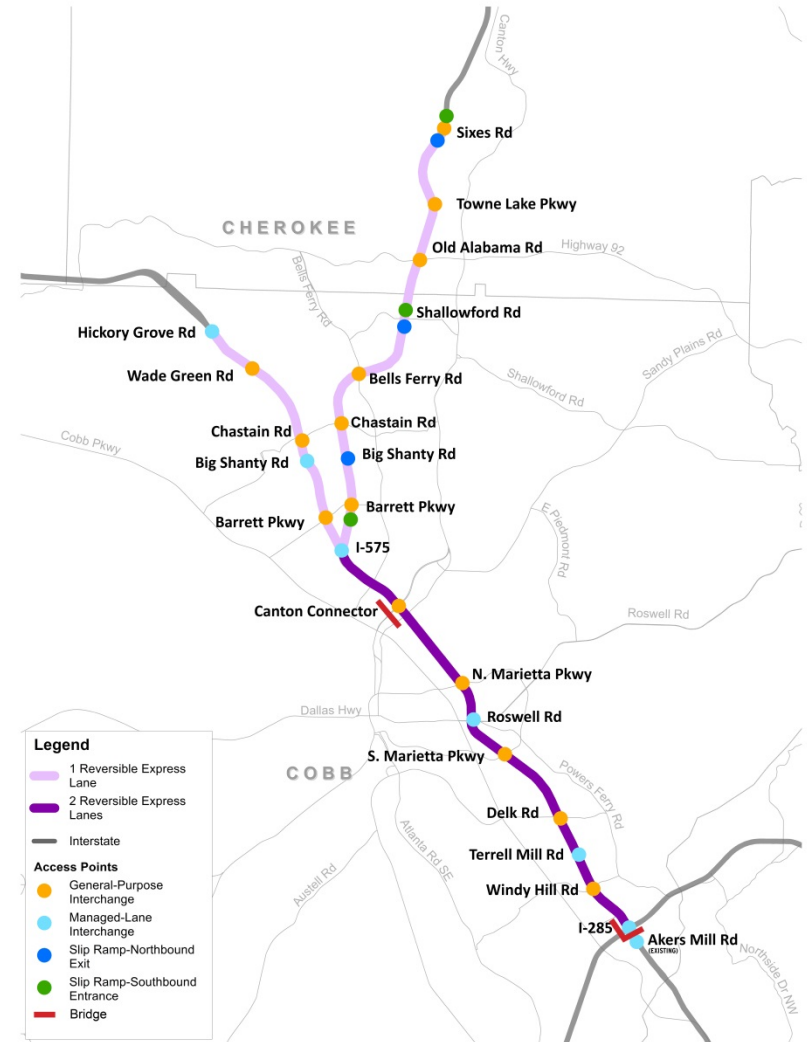 Canton Hwy
Sixes Rd
Towne Lake Pkwy
CHEROKEE
Old Alabama Rd
Highway 92
Bells Ferry Rd
Shallowford Rd
Hickory Grove Rd
Sandy Plains Rd
Wade Green Rd
Bells Ferry Rd
Shallowford Rd
Chastain Rd
Chastain Rd
Cobb Pkwy
Big Shanty Rd
Big Shanty Rd
Barrett Pkwy
Barrett Pkwy
E Piedmont Rd
I-575
Canton Connector
Roswell Rd
N. Marietta Pkwy
Dallas Hwy
Roswell Rd
S. Marietta Pkwy
COBB
Powers Ferry Rd
Delk Rd
Atlanta Rd SE
Terrell Mill Rd
Austell Rd
Windy Hill Rd
I-285
Akers Mill Rd
(EXISTING)
Northside Dr NW
Legend
1 Reversible Express
Lane
2 Reversible Express
Lanes
Interstate
Access Points
General-Purpose
Interchange
Managed-Lane
Interchange
Slip Ramp-Northbound
Exit
Slip Ramp-Southbound
Entrance
Bridge